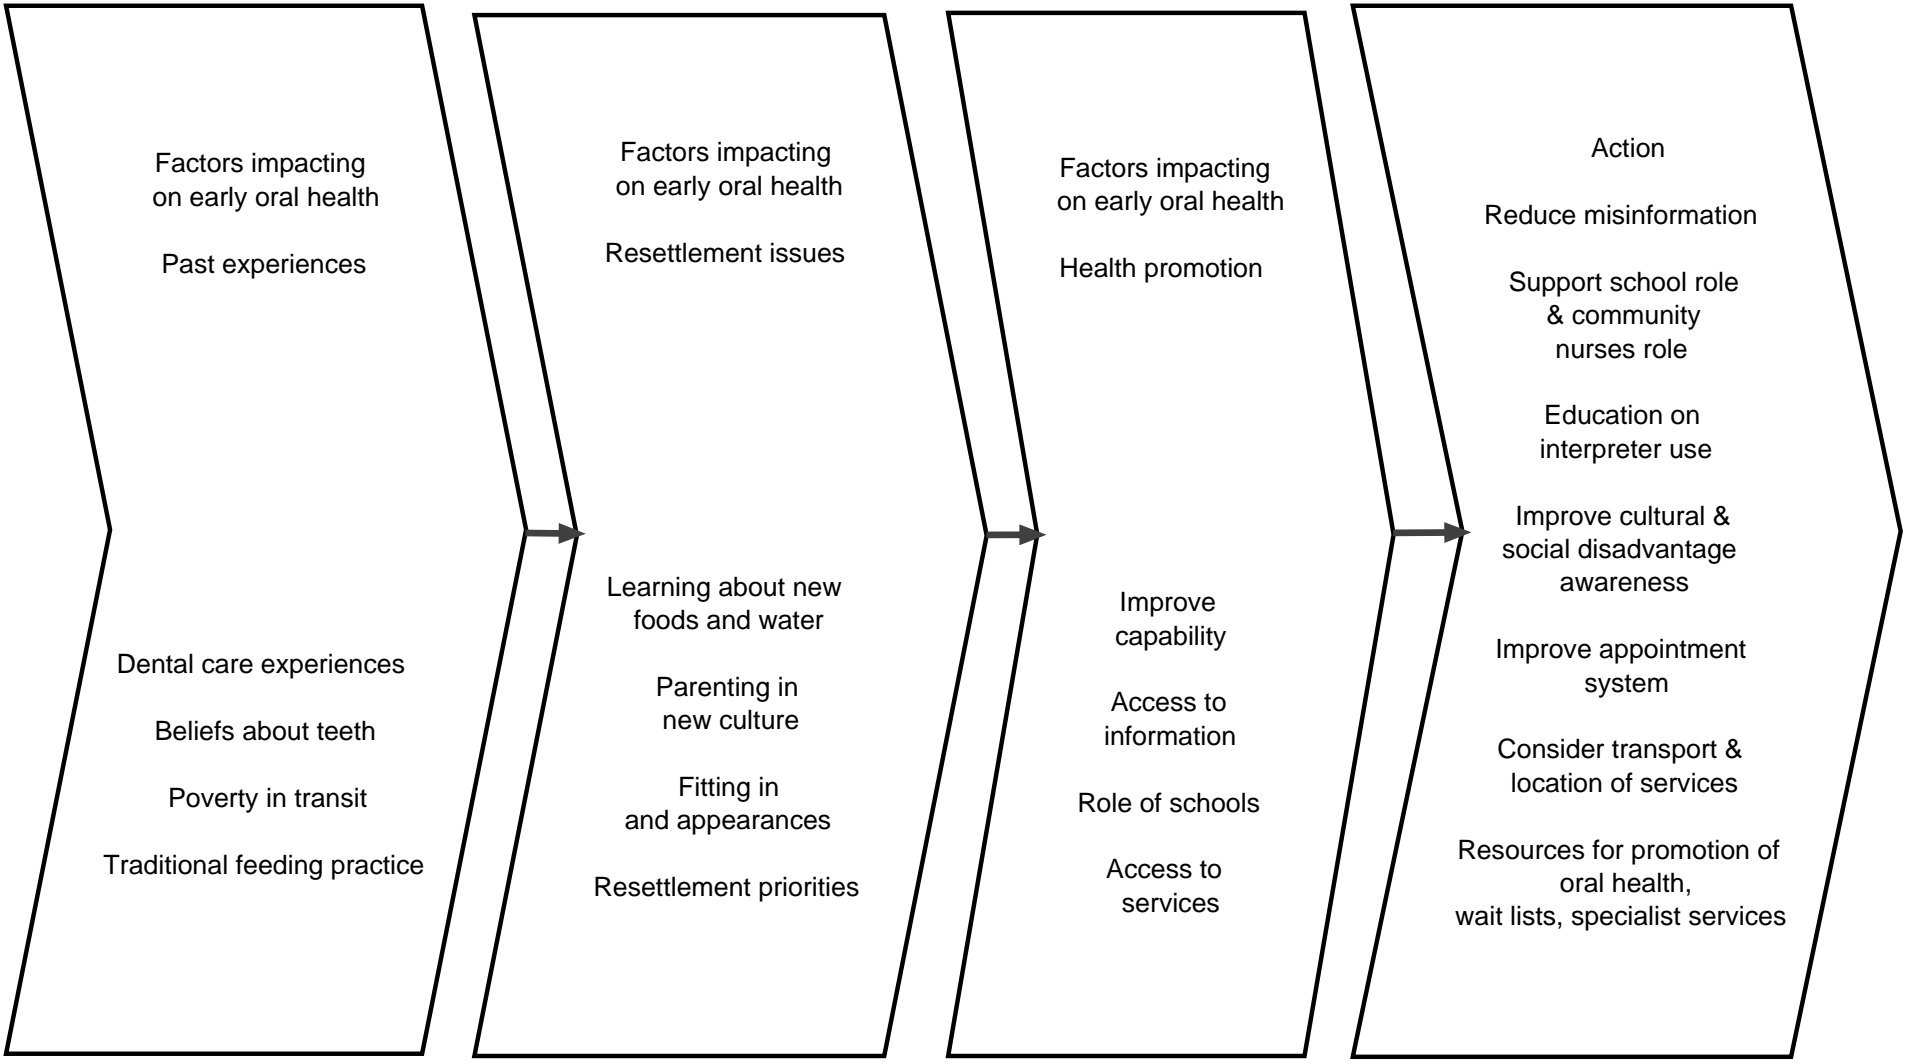 Factors impacting
on early oral health
Past experiences
Dental care experiences
Beliefs about teeth
Poverty in transit
Traditional feeding practice
Factors impacting
on early oral health
Resettlement issues
Learning about new
foods and water
Parenting in
new culture
Fitting in
and appearances
Resettlement priorities
Factors impacting
on early oral health
Health promotion
Improve
capability
Access to
information
Role of schools
Access to
services
Action
Reduce misinformation
Support school role
& community
nurses role
Education on
interpreter use
Improve cultural &
social disadvantage
awareness
Improve appointment
system
Consider transport &
location of services
Resources for promotion of
oral health,
wait lists, specialist services